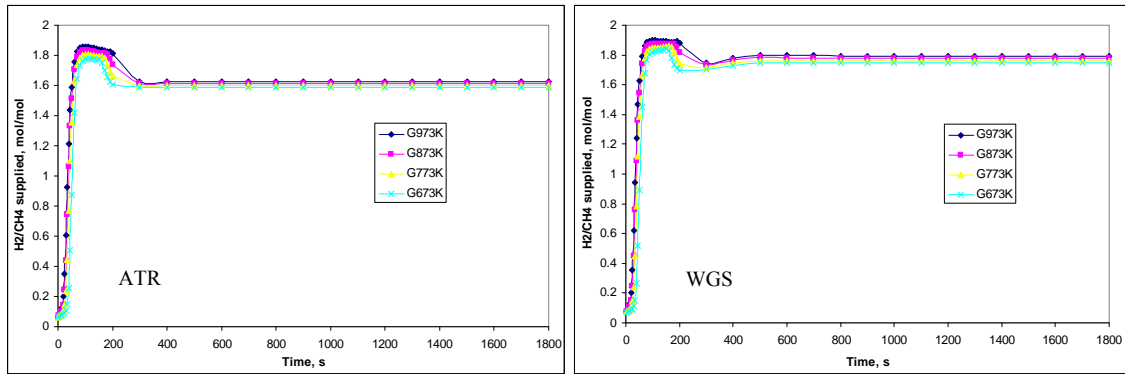 2
1.8
1.6
1.4
1.2
1
0.8
0.6
0.4
0.2
0
H2/CH4 supplied, mol/mol
G973K
G873K
G773K
G673K
ATR
0 200 400 600 800 1000 1200 1400 1600 1800
Time, s
2
1.8
1.6
1.4
1.2
1
0.8
0.6
0.4
0.2
0
H2/CH4 supplied, mol/mol
G973K
G873K
G773K
G673K
WGS
0 200 400 600 800 1000 1200 1400 1600 1800
Time, s